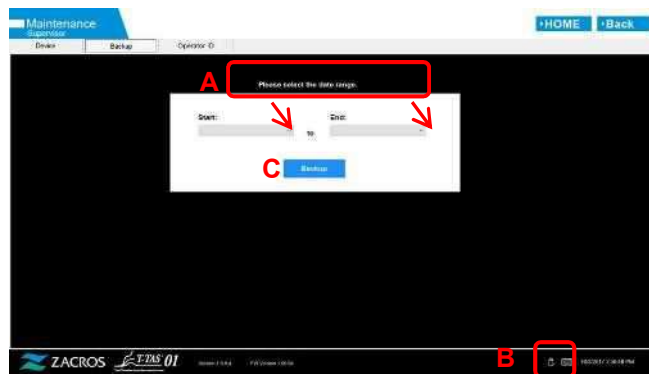 Maintenance
Supervisor
HOME
Back
Device
Backup
Operator ID
A
Please select the date range.
Start:
to
End:
C
Backup
ZACROS
T-TAS 01
B